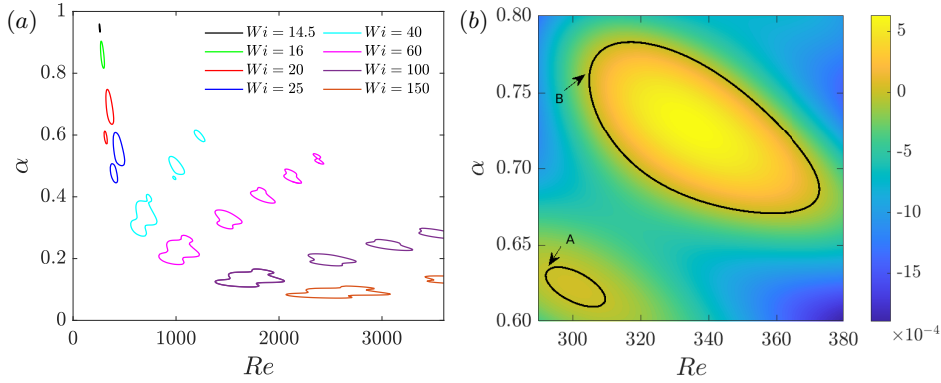 (a)
1
0.8
0.6
0.4
0.2
0
α
0 1000 2000 3000
Re
Wi = 14.5 Wi = 40
Wi = 16 Wi = 60
Wi = 20 Wi = 100
Wi = 25 Wi = 150
(b)
0.80
0.75
0.70
0.65
0.60
α
300 320 340 360 380
Re
B
A
5
0
-5
-10
-15
×10⁻⁴